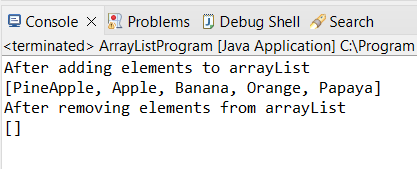 Console Problems Debug Shell Search
<terminated> ArrayListProgram [Java Application] C:\Program
After adding elements to arrayList
[PineApple, Apple, Banana, Orange, Papaya]
After removing elements from arrayList
[]